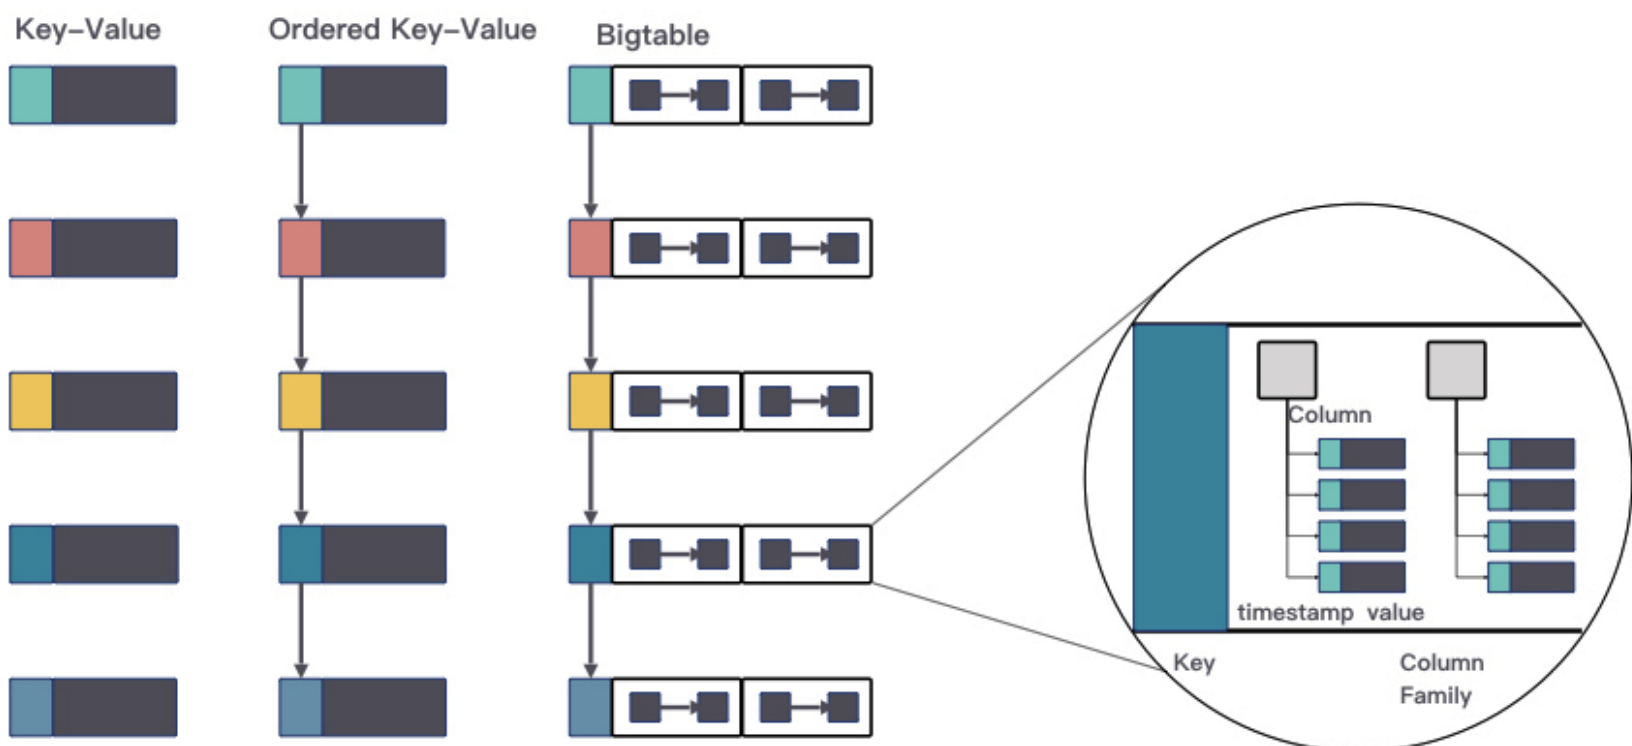 Key–Value
Ordered Key–Value
Bigtable
Column
timestamp value
Key
Column
Family